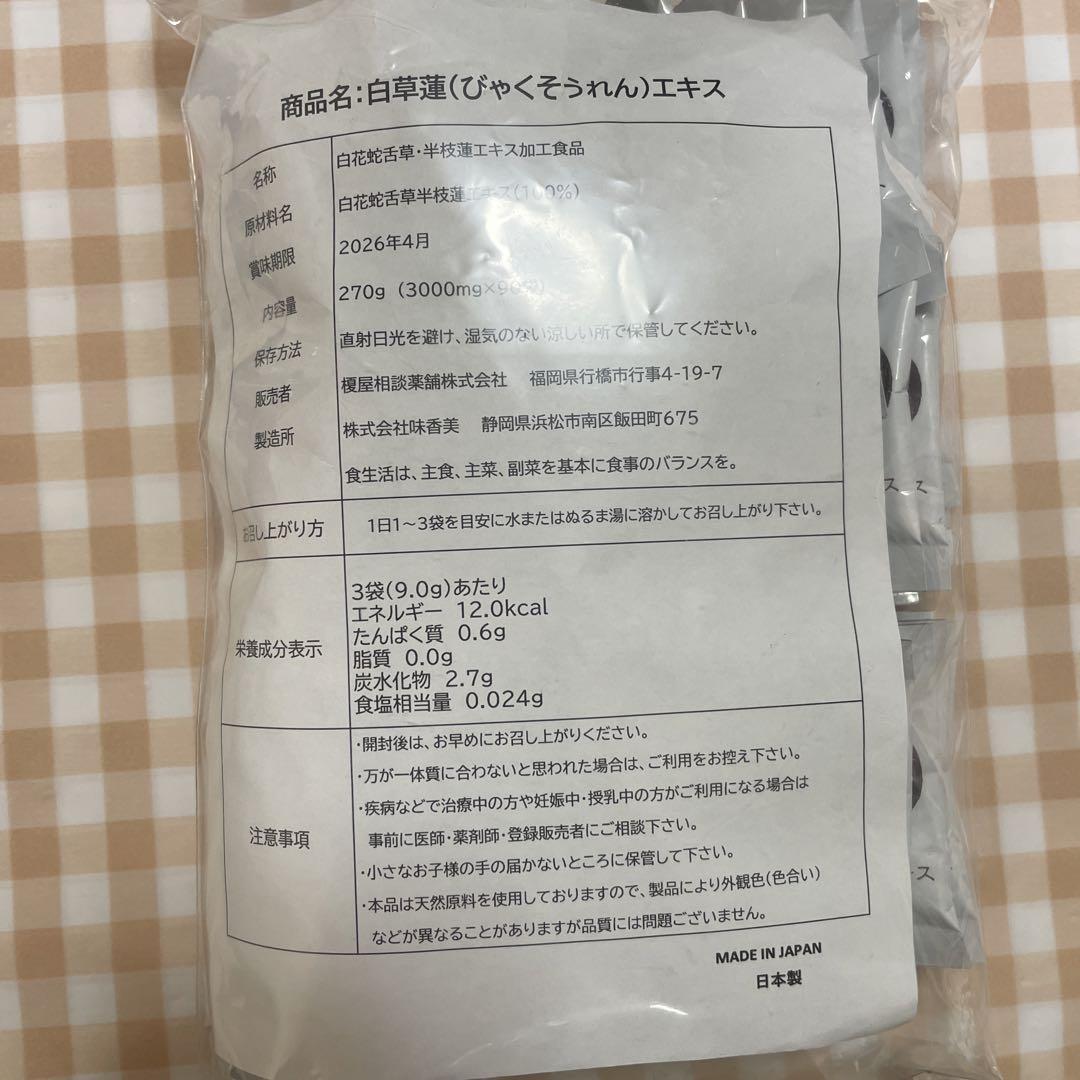 商品名：白草蓮（びゃくそうれん）エキス
名称 白花蛇舌草・半枝蓮エキス加工食品
原材料名 白花蛇舌草半枝蓮エキス（100％）
賞味期限 2026年4月
内容量 270g（3000mg×90袋）
保存方法 直射日光を避け、湿気のない涼しい所で保管してください。
販売者 榎屋相談薬舗株式会社 福岡県行橋市行事4-19-7
製造所 株式会社味香美 静岡県浜松市南区飯田町675
食生活は、主食、主菜、副菜を基本に食事のバランスを。
お召し上がり方 1日1～3袋を目安に水またはぬるま湯に溶かしてお召し上がり下さい。
栄養成分表示
3袋（9.0g）あたり
エネルギー 12.0kcal
たんぱく質 0.6g
脂質 0.0g
炭水化物 2.7g
食塩相当量 0.024g
注意事項
・開封後は、お早めにお召し上がりください。
・万が一体質に合わないと思われた場合は、ご利用をお控え下さい。
・疾病などで治療中の方や妊娠中・授乳中の方がご利用になる場合は
事前に医師・薬剤師・登録販売者にご相談下さい。
・小さなお子様の手の届かないところに保管して下さい。
・本品は天然原料を使用しておりますので、製品により外観色（色合い）
などが異なることがありますが品質には問題ございません。
MADE IN JAPAN
日本製
ス
ス
ース